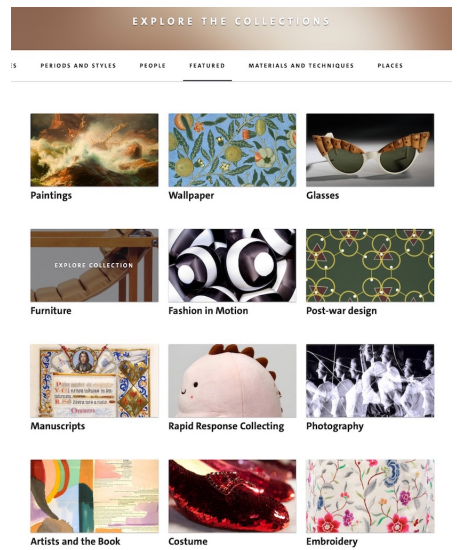 EXPLORE THE COLLECTIONS
ES PERIODS AND STYLES PEOPLE FEATURED MATERIALS AND TECHNIQUES PLACES
Paintings Wallpaper Glasses
EXPLORE COLLECTION
Furniture Fashion in Motion Post-war design
Manuscripts Rapid Response Collecting Photography
Artists and the Book Costume Embroidery